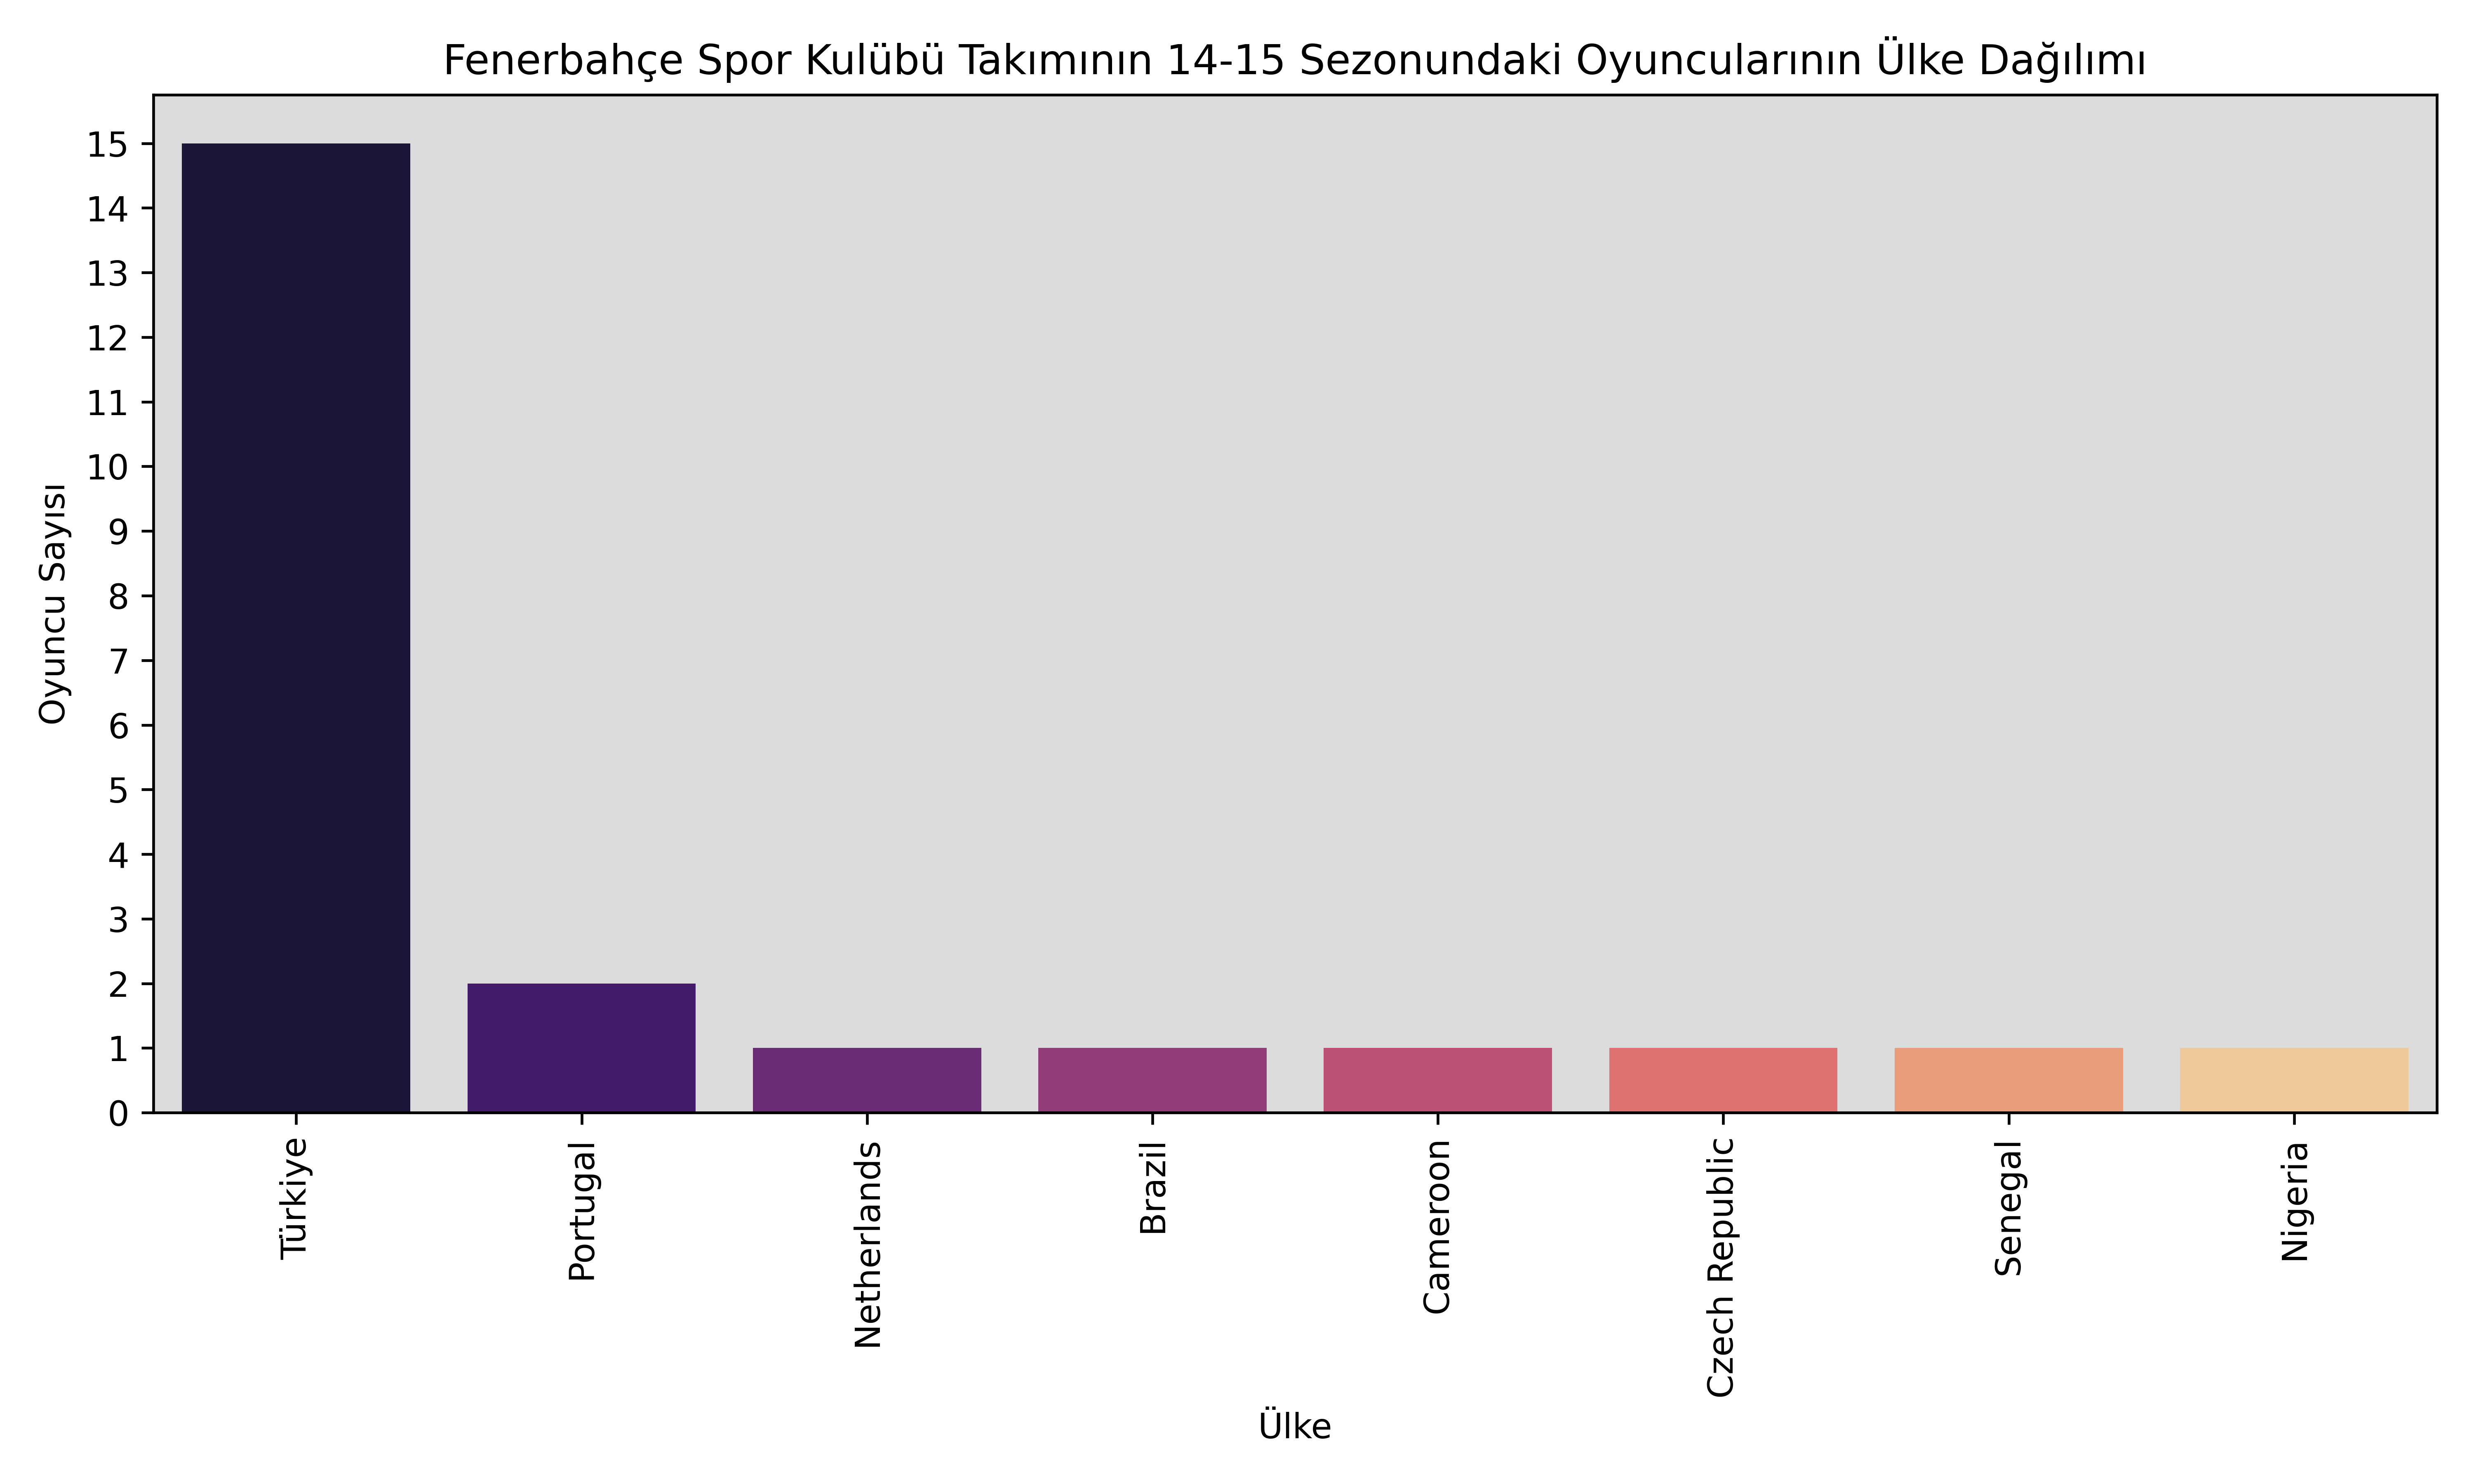 Fenerbahçe Spor Kulübü Takımının 14-15 Sezonundaki Oyuncularının Ülke Dağılımı
Oyuncu Sayısı
15
14
13
12
11
10
9
8
7
6
5
4
3
2
1
0
Türkiye
Portugal
Netherlands
Brazil
Cameroon
Czech Republic
Senegal
Nigeria
Ülke